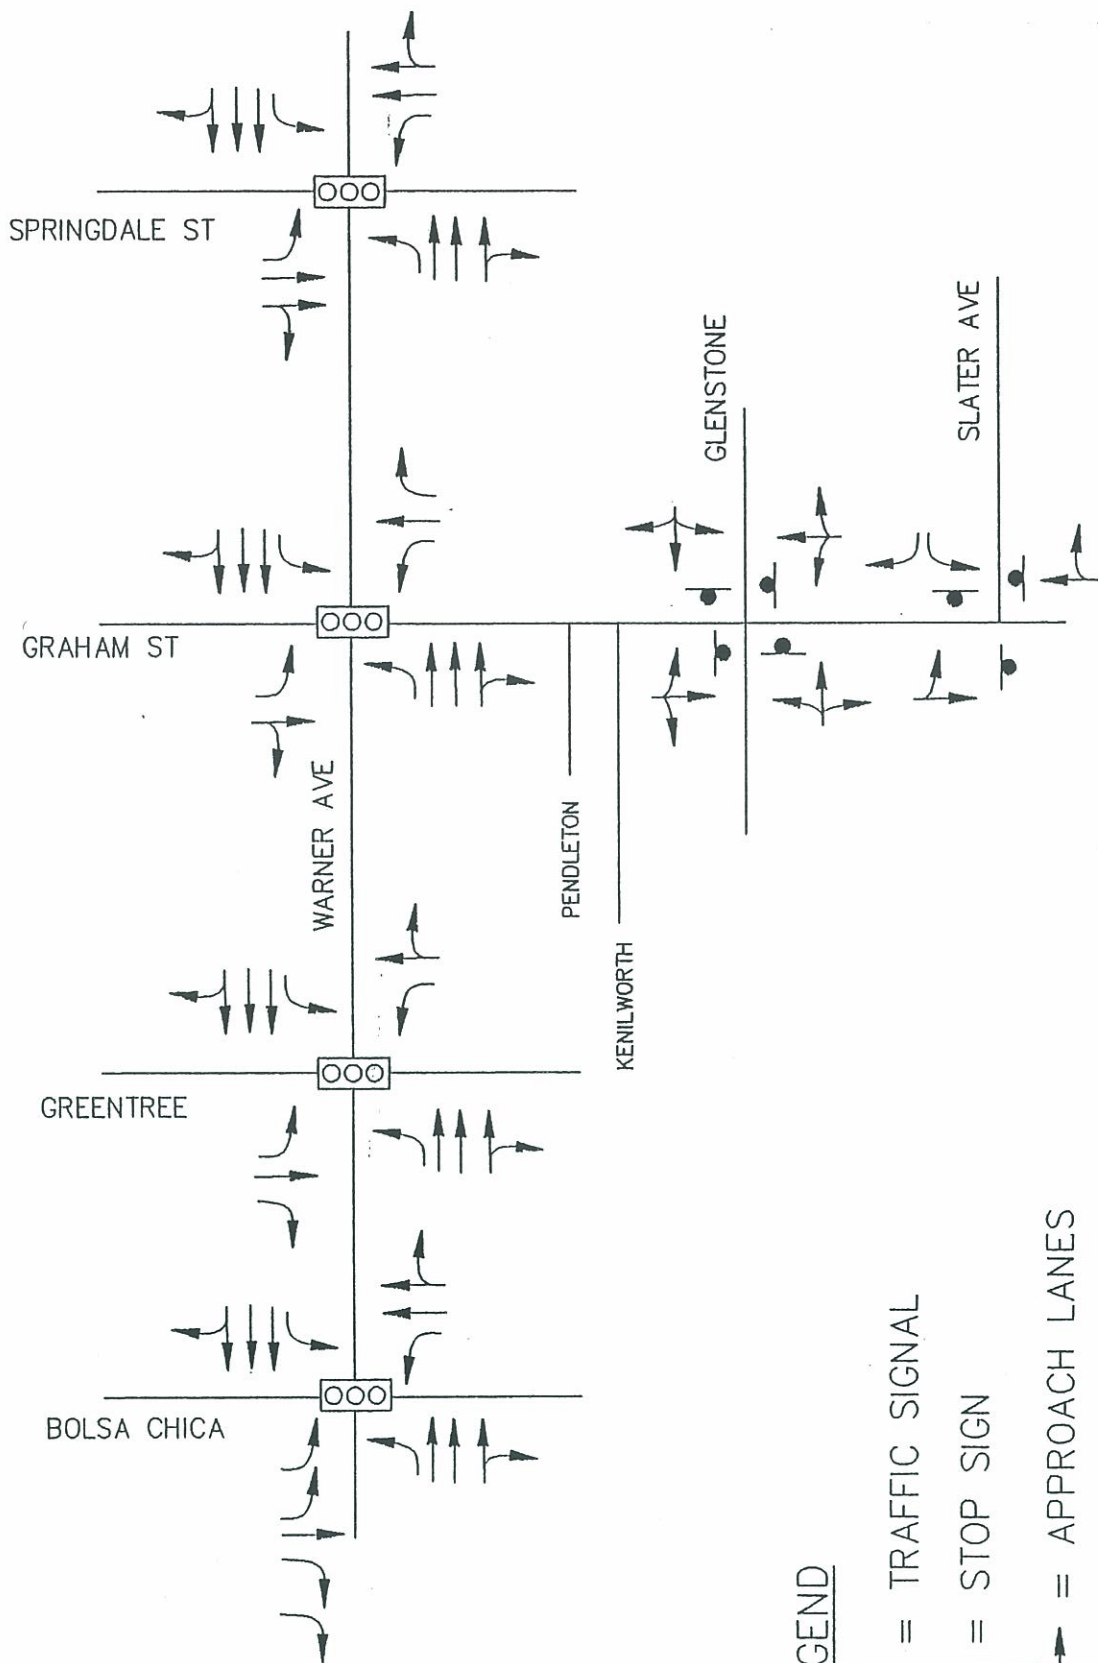 SPRINGDALE ST
GLENSTONE
SLATER AVE
GRAHAM ST
WARNER AVE
PENDLETON
KENILWORTH
GREENTREE
BOLSA CHICA
GEND
= TRAFFIC SIGNAL
= STOP SIGN
= APPROACH LANES